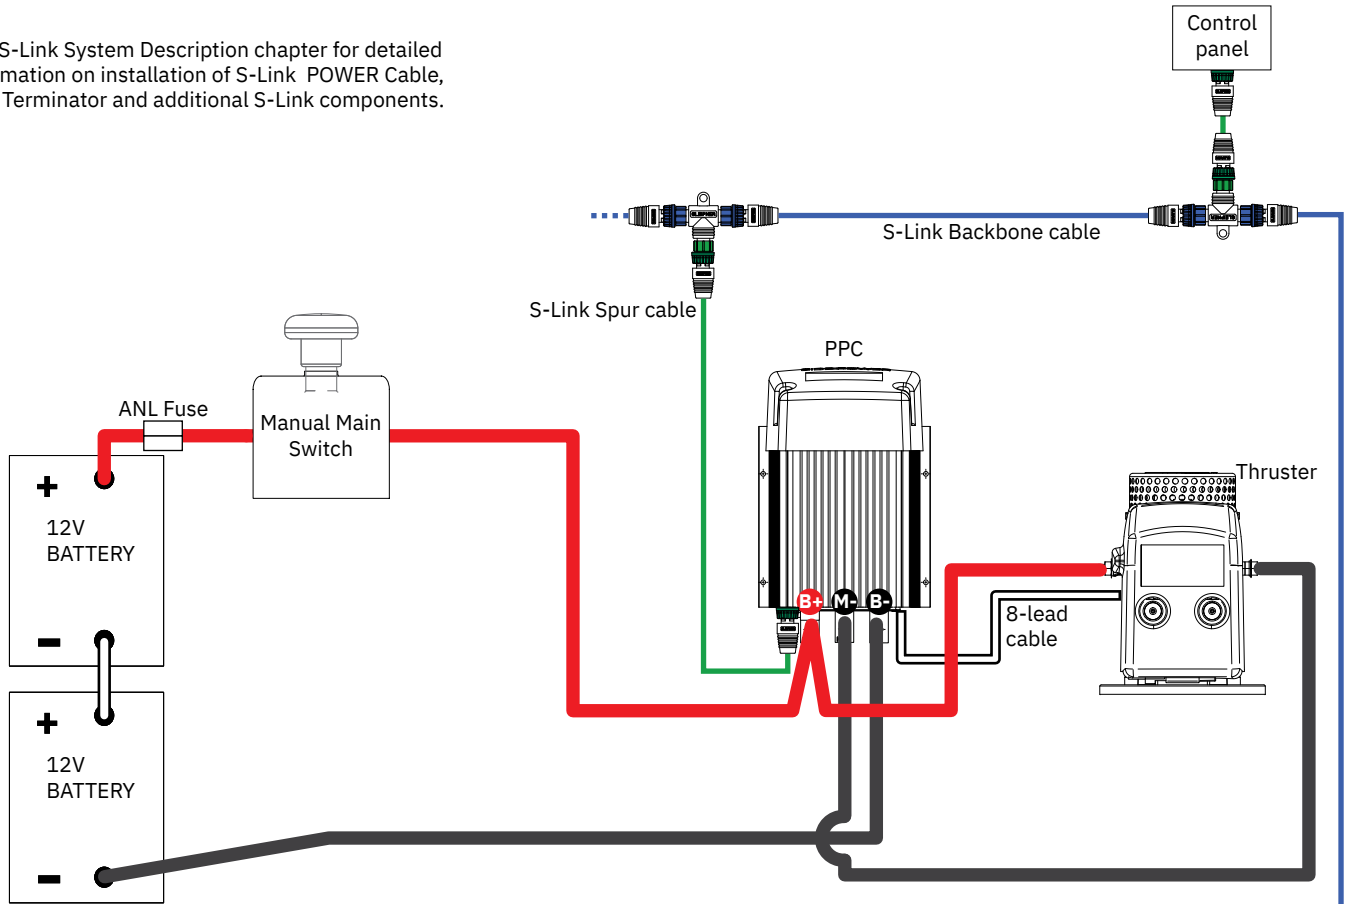 S-Link System Description chapter for detailed
mation on installation of S-Link POWER Cable,
Terminator and additional S-Link components.
Control
panel
S-Link Backbone cable
S-Link Spur cable
PPC
ANL Fuse
Manual Main
Switch
Thruster
+
12V
BATTERY
-
B+ M- B-
8-lead
cable
+
12V
BATTERY
-